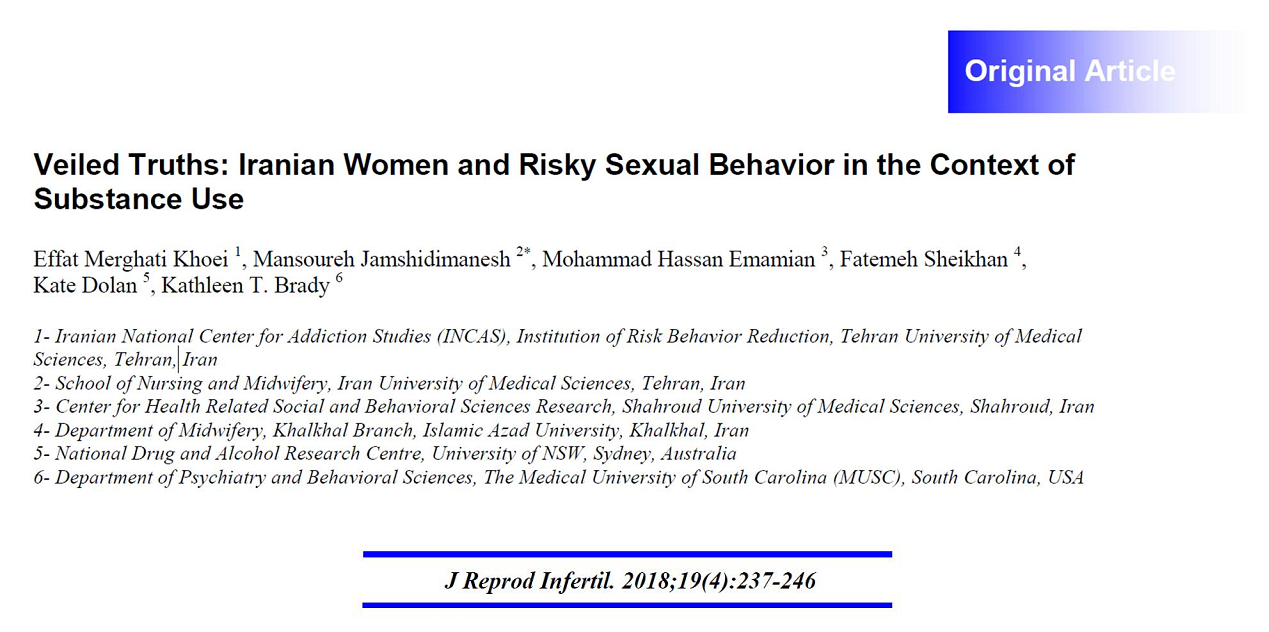 Original Article
Veiled Truths: Iranian Women and Risky Sexual Behavior in the Context of
Substance Use
Effat Merghati Khoei 1, Mansoureh Jamshidimanesh 2*, Mohammad Hassan Emamian 3, Fatemeh Sheikhan 4,
Kate Dolan 5, Kathleen T. Brady 6
1- Iranian National Center for Addiction Studies (INCAS), Institution of Risk Behavior Reduction, Tehran University of Medical
Sciences, Tehran, Iran
2- School of Nursing and Midwifery, Iran University of Medical Sciences, Tehran, Iran
3- Center for Health Related Social and Behavioral Sciences Research, Shahroud University of Medical Sciences, Shahroud, Iran
4- Department of Midwifery, Khalkhal Branch, Islamic Azad University, Khalkhal, Iran
5- National Drug and Alcohol Research Centre, University of NSW, Sydney, Australia
6- Department of Psychiatry and Behavioral Sciences, The Medical University of South Carolina (MUSC), South Carolina, USA
J Reprod Infertil. 2018;19(4):237-246